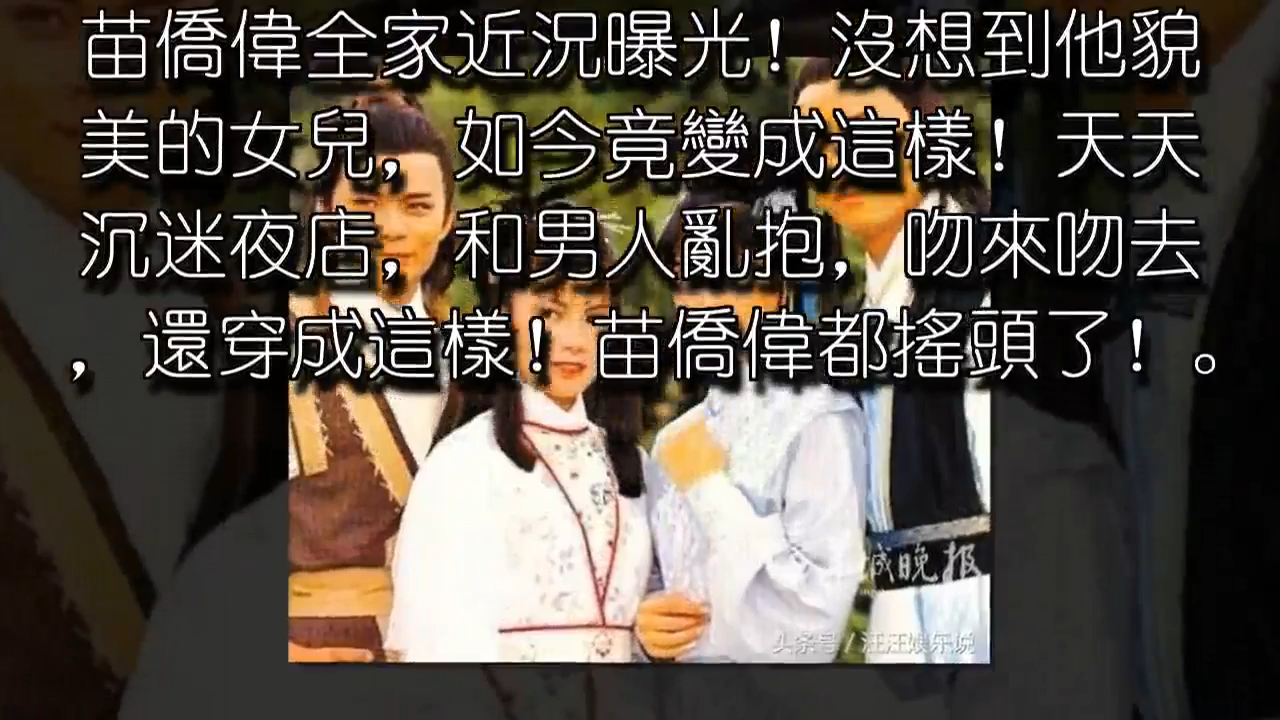 苗僑偉全家近況曝光！沒想到他貌
美的女兒，如今竟變成這樣！天天
沉迷夜店，和男人亂抱，吻來吻去
，還穿成這樣！苗僑偉都搖頭了！。
城晚报
头条号 / 汪汪娱乐说